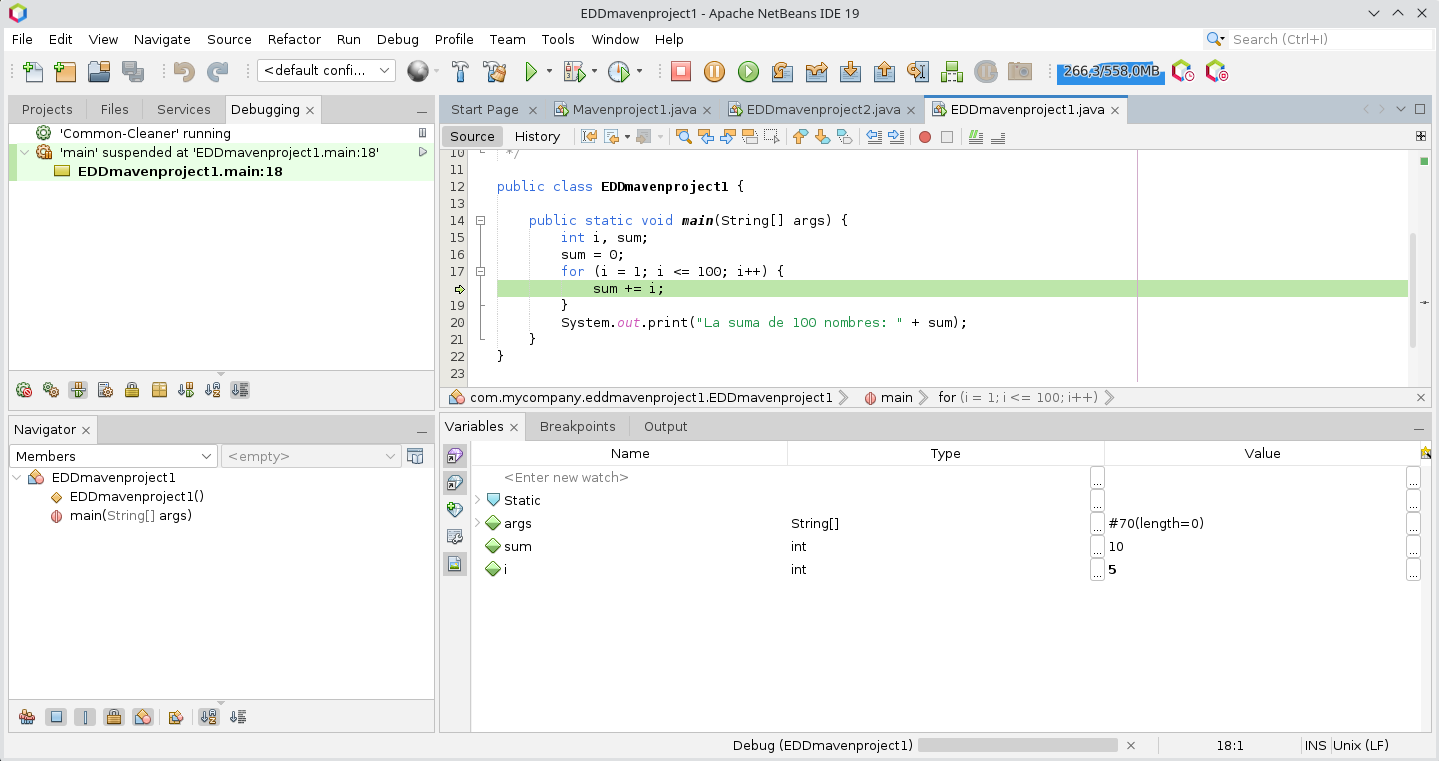 EDDmavenproject1 - Apache NetBeans IDE 19
File Edit View Navigate Source Refactor Run Debug Profile Team Tools Window Help
Search (Ctrl+I)
<default confi...
266,3/558,0MB
Projects Files Services Debugging
'Common-Cleaner' running
'main' suspended at 'EDDmavenproject1.main:18'
EDDmavenproject1.main:18
Start Page Mavenproject1.java EDDmavenproject2.java EDDmavenproject1.java
Source History
10 */
11
12 public class EDDmavenproject1 {
13
14 public static void main(String[] args) {
15 int i, sum;
16 sum = 0;
17 for (i = 1; i <= 100; i++) {
sum += i;
19 }
20 System.out.print("La suma de 100 nombres: " + sum);
21 }
22 }
23
com.mycompany.eddmavenproject1.EDDmavenproject1 main for (i = 1; i <= 100; i++)
Navigator
Members <empty>
EDDmavenproject1
EDDmavenproject1()
main(String[] args)
Variables Breakpoints Output
Name Type Value
<Enter new watch> ... ...
Static ... ...
args String[] ... #70(length=0) ...
sum int ... 10 ...
i int ... 5 ...
Debug (EDDmavenproject1) 18:1 INS Unix (LF)